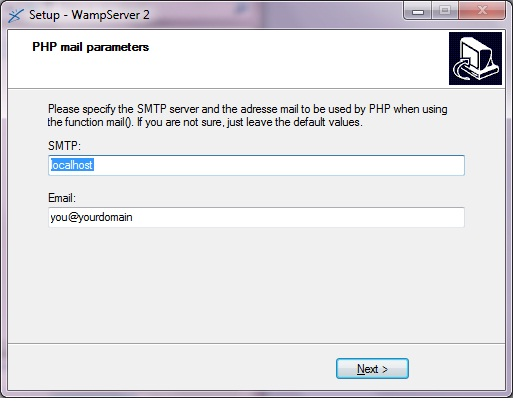 Setup - WampServer 2
PHP mail parameters
Please specify the SMTP server and the adresse mail to be used by PHP when using
the function mail(). If you are not sure, just leave the default values.
SMTP:
localhost
Email:
you@yourdomain
Next >